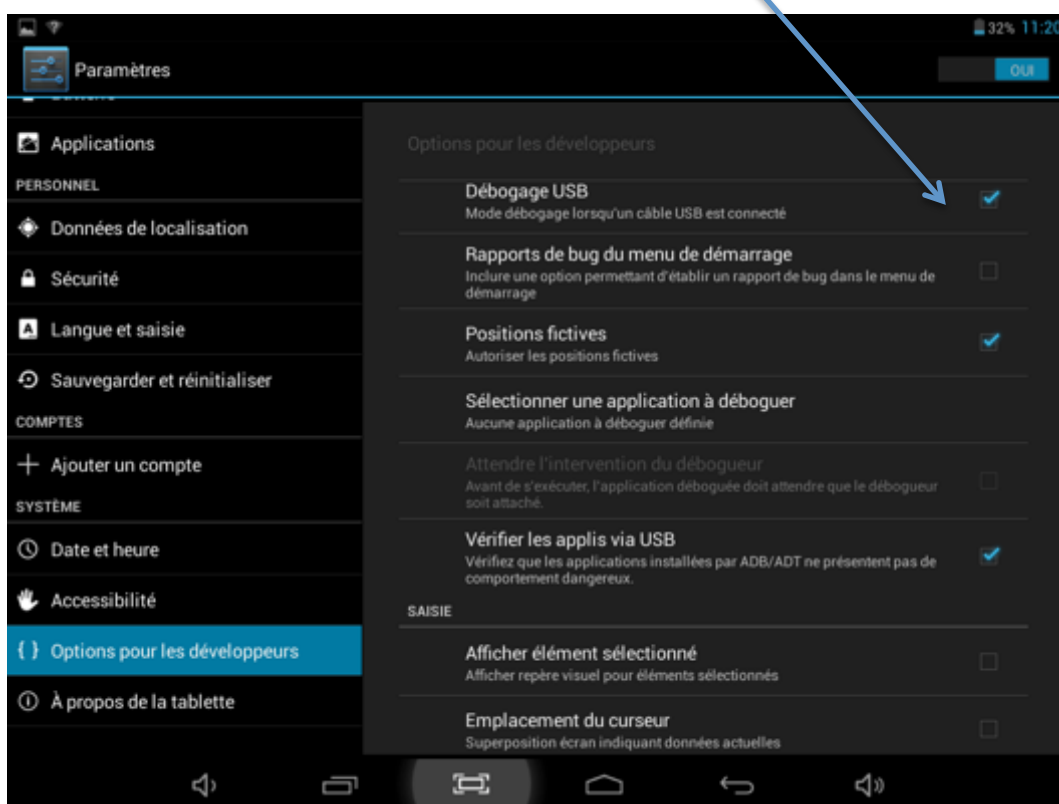 32% 11:20
Paramètres
OUI
Applications
PERSONNEL
Données de localisation
Sécurité
Langue et saisie
Sauvegarder et réinitialiser
COMPTES
Ajouter un compte
SYSTÈME
Date et heure
Accessibilité
{ } Options pour les développeurs
À propos de la tablette
Options pour les développeurs
Débogage USB
Mode débogage lorsqu'un câble USB est connecté
Rapports de bug du menu de démarrage
Inclure une option permettant d'établir un rapport de bug dans le menu de
démarrage
Positions fictives
Autoriser les positions fictives
Sélectionner une application à déboguer
Aucune application à déboguer définie
Attendre l'intervention du débogueur
Avant de s'exécuter, l'application déboguée doit attendre que le débogueur
soit attaché.
Vérifier les applis via USB
Vérifiez que les applications installées par ADB/ADT ne présentent pas de
comportement dangereux.
SAISIE
Afficher élément sélectionné
Afficher repère visuel pour éléments sélectionnés
Emplacement du curseur
Superposition écran indiquant données actuelles